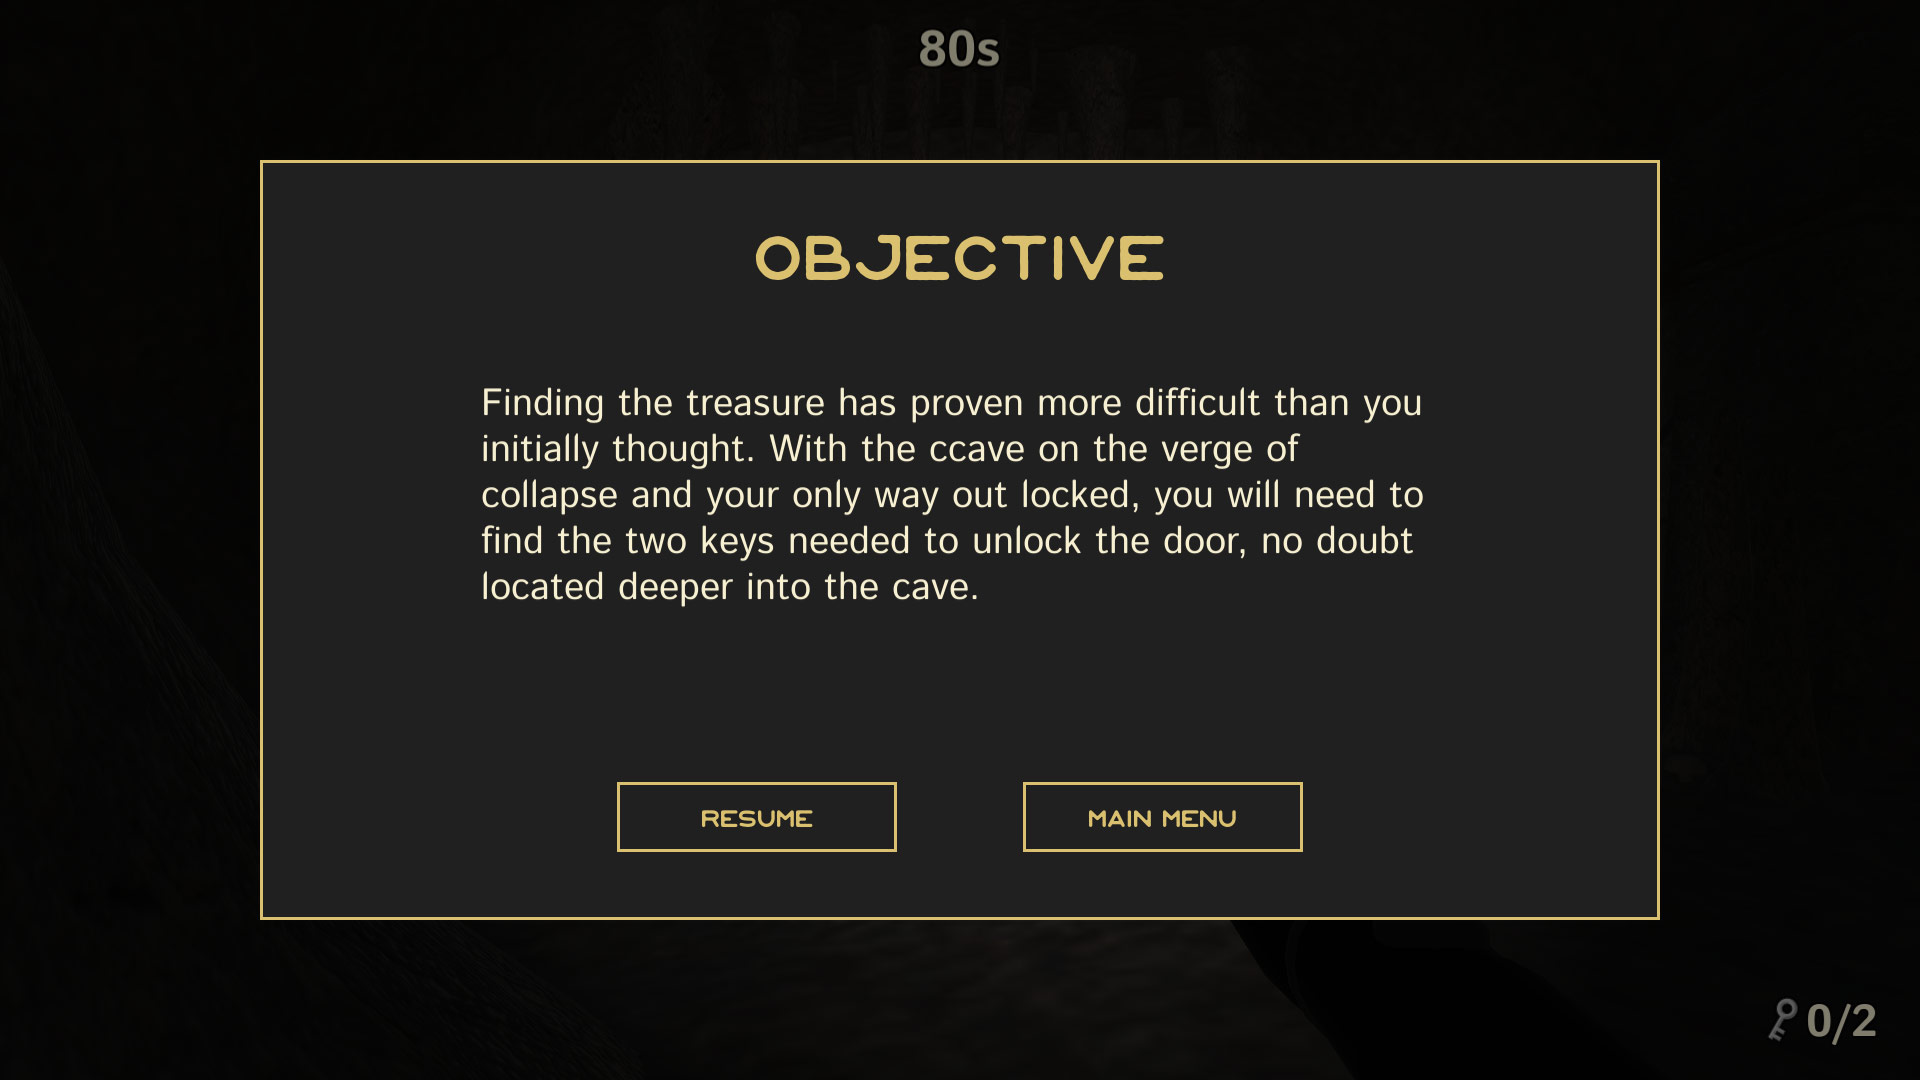 80s
OBJECTIVE
Finding the treasure has proven more difficult than you
initially thought. With the ccave on the verge of
collapse and your only way out locked, you will need to
find the two keys needed to unlock the door, no doubt
located deeper into the cave.
RESUME MAIN MENU
0/2